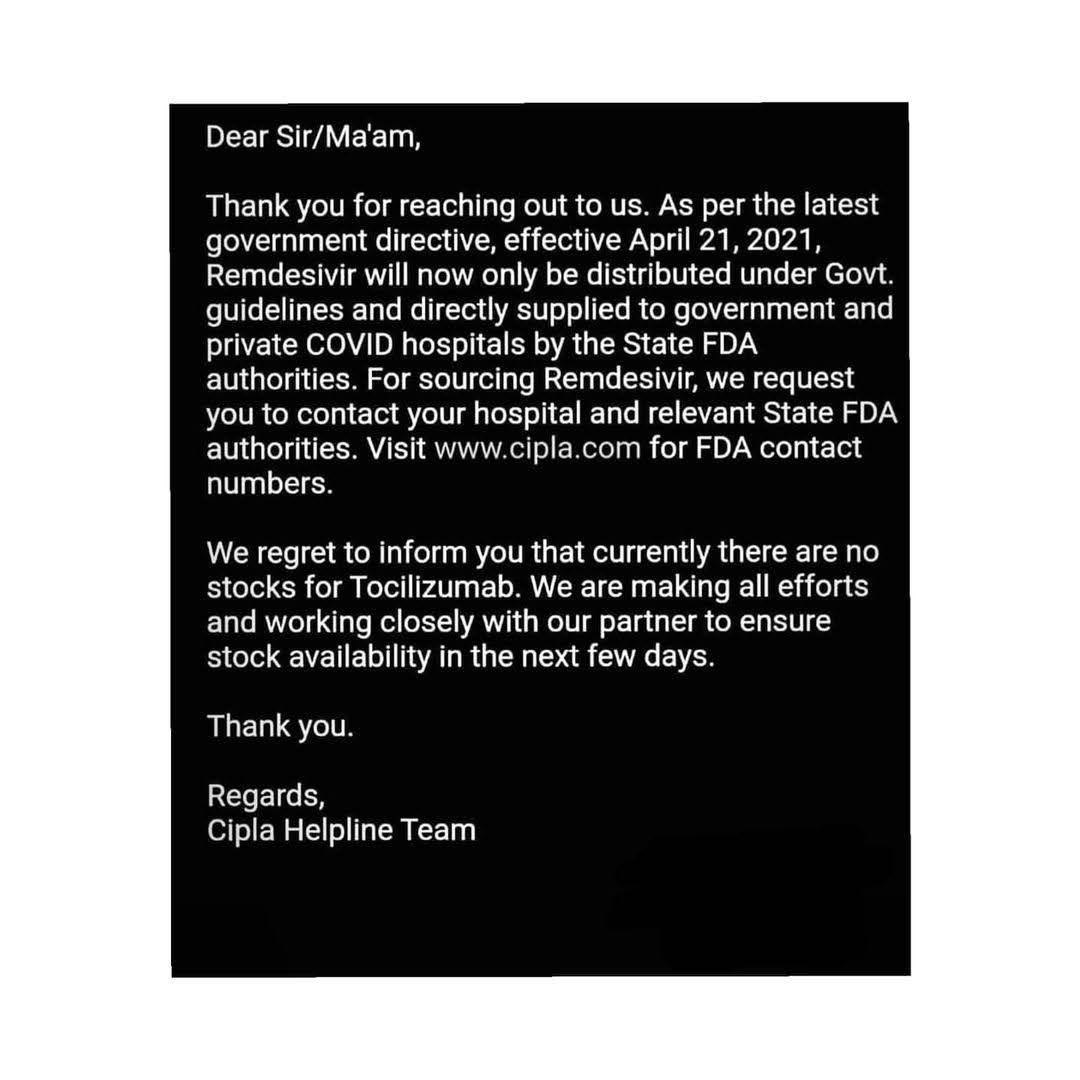 Dear Sir/Ma'am,
Thank you for reaching out to us. As per the latest
government directive, effective April 21, 2021,
Remdesivir will now only be distributed under Govt.
guidelines and directly supplied to government and
private COVID hospitals by the State FDA
authorities. For sourcing Remdesivir, we request
you to contact your hospital and relevant State FDA
authorities. Visit www.cipla.com for FDA contact
numbers.
We regret to inform you that currently there are no
stocks for Tocilizumab. We are making all efforts
and working closely with our partner to ensure
stock availability in the next few days.
Thank you.
Regards,
Cipla Helpline Team